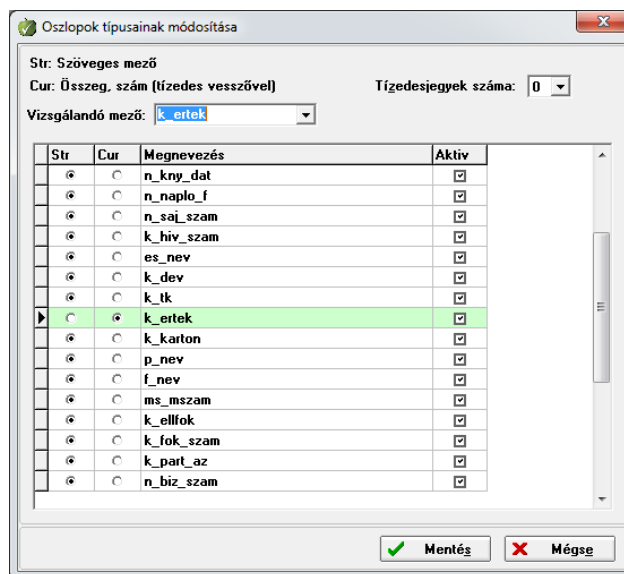 Oszlopok típusainak módosítása
Str: Szöveges mező
Cur: Összeg, szám (tízedes vesszővel)
Tízedesjegyek száma: 0
Vizsgálandó mező: k_ertek
Str Cur Megnevezés Aktiv
n_kny_dat
n_naplo_f
n_saj_szam
k_hiv_szam
es_nev
k_dev
k_tk
k_ertek
k_karton
p_nev
f_nev
ms_mszam
k_ellfok
k_fok_szam
k_part_az
n_biz_szam
Mentés Mégse